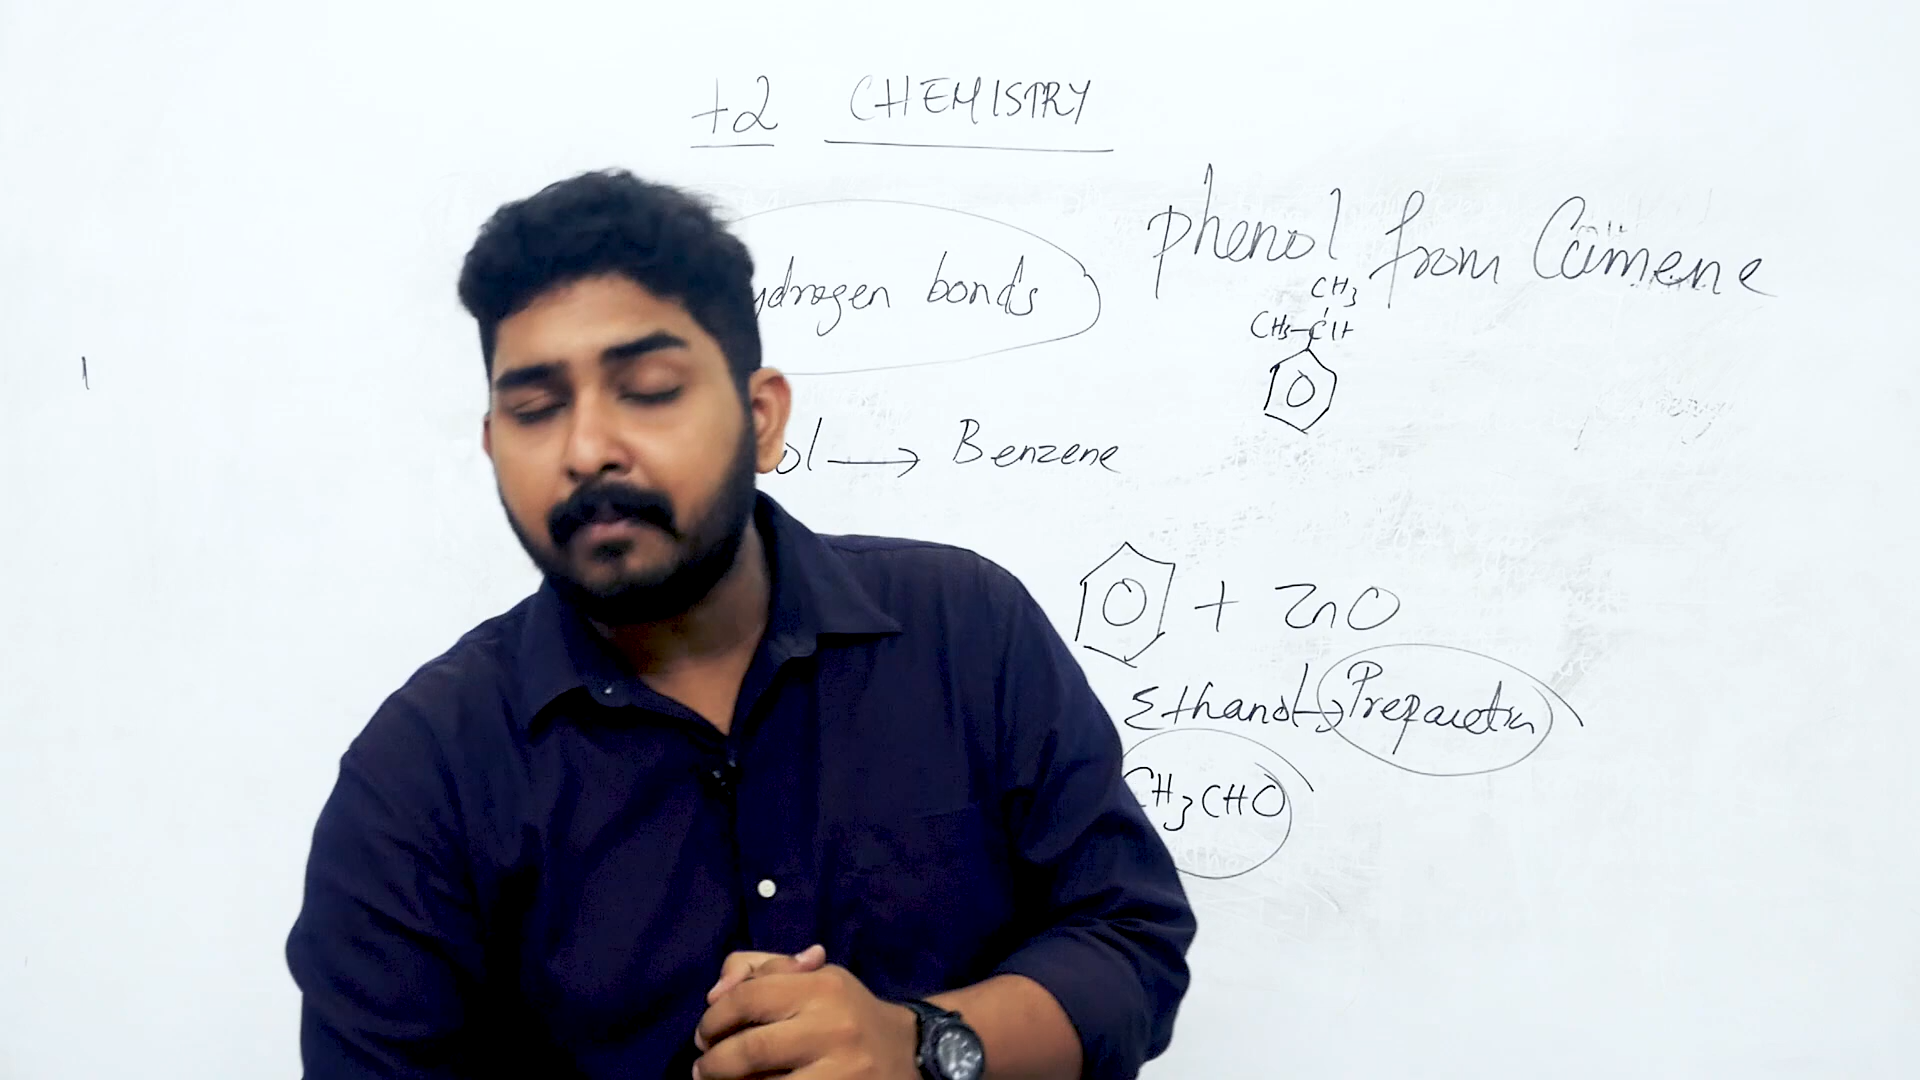 +2 CHEMISTRY
phenol from Cumene
ydrogen bonds
CH3
CH3-CH
ol → Benzene
+ ZnO
Ethanol → Preparation
CH3CHO